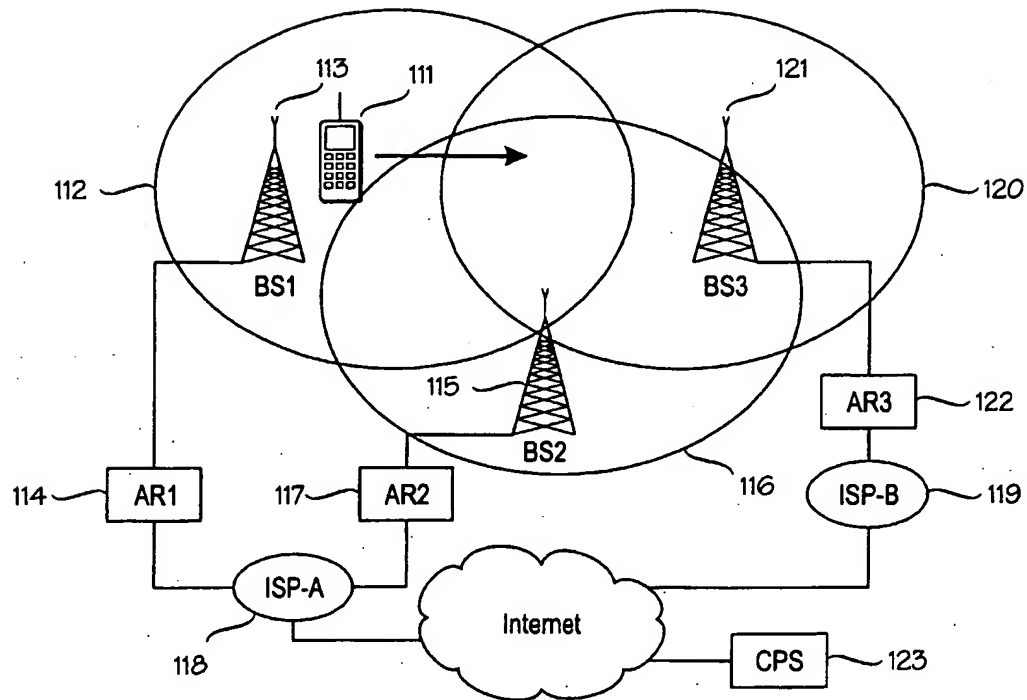 113
111
121
112
120
BS1
BS3
115
BS2
AR3
122
116
114
AR1
117
AR2
ISP-B
119
ISP-A
118
Internet
CPS
123